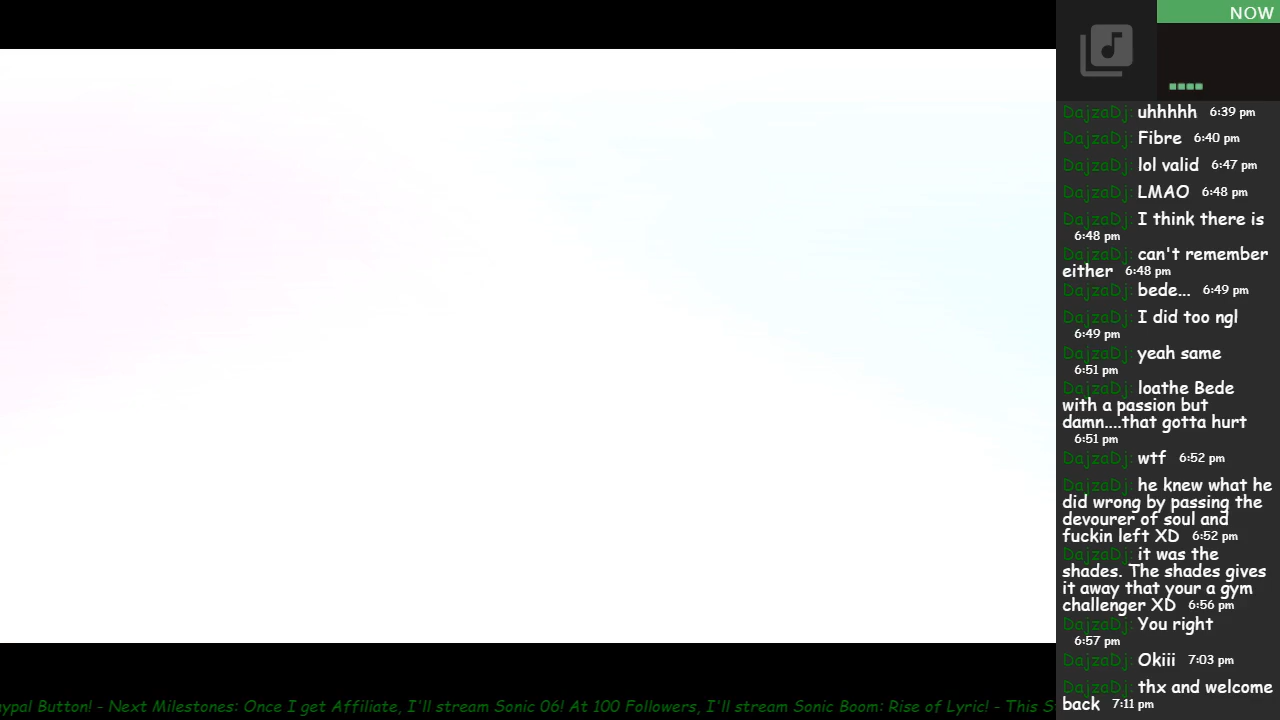 NOW
DajzaDj: uhhhhh 6:39 pm
DajzaDj: Fibre 6:40 pm
DajzaDj: lol valid 6:47 pm
DajzaDj: LMAO 6:48 pm
DajzaDj: I think there is
6:48 pm
DajzaDj: can't remember
either 6:48 pm
DajzaDj: bede... 6:49 pm
DajzaDj: I did too ngl
6:49 pm
DajzaDj: yeah same
6:51 pm
DajzaDj: loathe Bede
with a passion but
damn....that gotta hurt
6:51 pm
DajzaDj: wtf 6:52 pm
DajzaDj: he knew what he
did wrong by passing the
devourer of soul and
fuckin left XD 6:52 pm
DajzaDj: it was the
shades. The shades gives
it away that your a gym
challenger XD 6:56 pm
DajzaDj: You right
6:57 pm
DajzaDj: Okiii 7:03 pm
DajzaDj: thx and welcome
back 7:11 pm
aypal Button! - Next Milestones: Once I get Affiliate, I'll stream Sonic 06! At 100 Followers, I'll stream Sonic Boom: Rise of Lyric! - This S